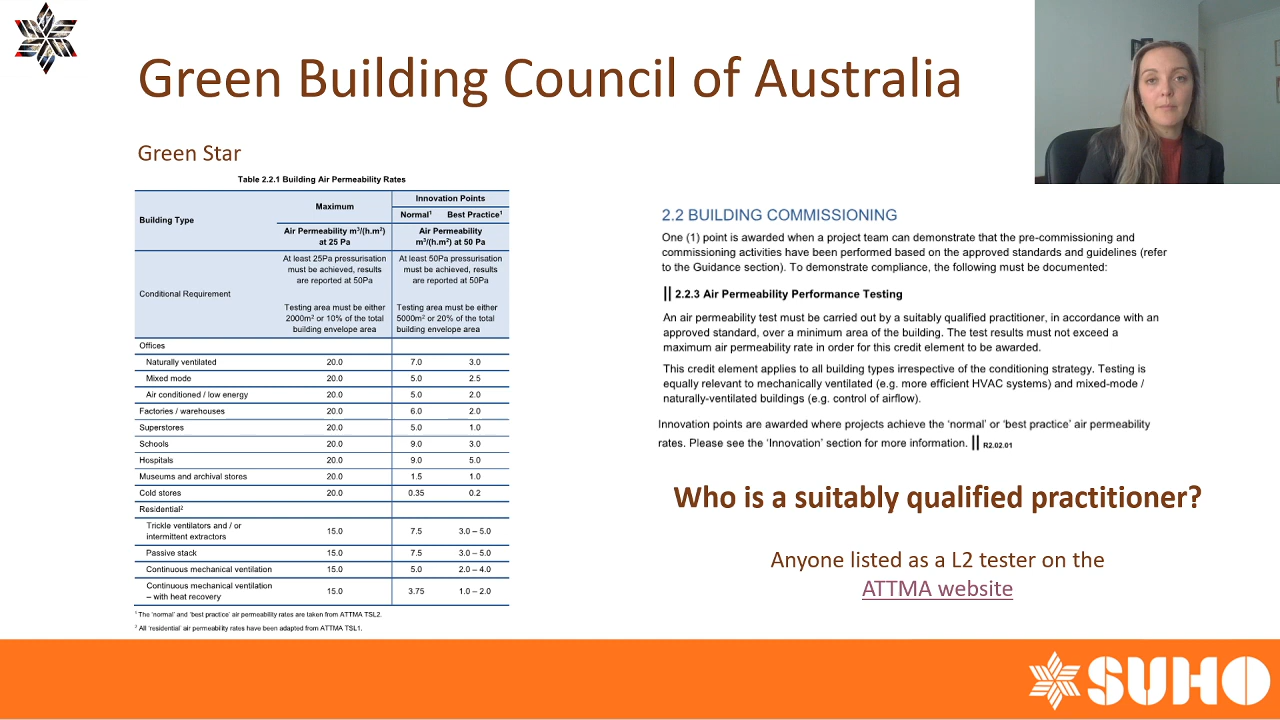 Green Building Council of Australia
Green Star
Table 2.2.1 Building Air Permeability Rates
Building Type
Maximum
Innovation Points
Normal¹ Best Practice¹
Air Permeability m³/(h.m²)
at 25 Pa
Air Permeability
m³/(h.m²) at 50 Pa
Conditional Requirement
At least 25Pa pressurisation
must be achieved, results
are reported at 50Pa
Testing area must be either
2000m² or 10% of the total
building envelope area
At least 50Pa pressurisation
must be achieved, results
are reported at 50Pa
Testing area must be either
5000m² or 20% of the total
building envelope area
Offices
Naturally ventilated 20.0 7.0 3.0
Mixed mode 20.0 5.0 2.5
Air conditioned / low energy 20.0 5.0 2.0
Factories / warehouses 20.0 6.0 2.0
Superstores 20.0 5.0 1.0
Schools 20.0 9.0 3.0
Hospitals 20.0 9.0 5.0
Museums and archival stores 20.0 1.5 1.0
Cold stores 20.0 0.35 0.2
Residential²
Trickle ventilators and / or
intermittent extractors 15.0 7.5 3.0 – 5.0
Passive stack 15.0 7.5 3.0 – 5.0
Continuous mechanical ventilation 15.0 5.0 2.0 – 4.0
Continuous mechanical ventilation
– with heat recovery 15.0 3.75 1.0 – 2.0
¹ The 'normal' and 'best practice' air permeability rates are taken from ATTMA TSL2.
² All 'residential' air permeability rates have been adapted from ATTMA TSL1.
2.2 BUILDING COMMISSIONING
One (1) point is awarded when a project team can demonstrate that the pre-commissioning and
commissioning activities have been performed based on the approved standards and guidelines (refer
to the Guidance section). To demonstrate compliance, the following must be documented:
|| 2.2.3 Air Permeability Performance Testing
An air permeability test must be carried out by a suitably qualified practitioner, in accordance with an
approved standard, over a minimum area of the building. The test results must not exceed a
maximum air permeability rate in order for this credit element to be awarded.
This credit element applies to all building types irrespective of the conditioning strategy. Testing is
equally relevant to mechanically ventilated (e.g. more efficient HVAC systems) and mixed-mode /
naturally-ventilated buildings (e.g. control of airflow).
Innovation points are awarded where projects achieve the 'normal' or 'best practice' air permeability
rates. Please see the 'Innovation' section for more information. || R2.02.01
Who is a suitably qualified practitioner?
Anyone listed as a L2 tester on the
ATTMA website
SUHO